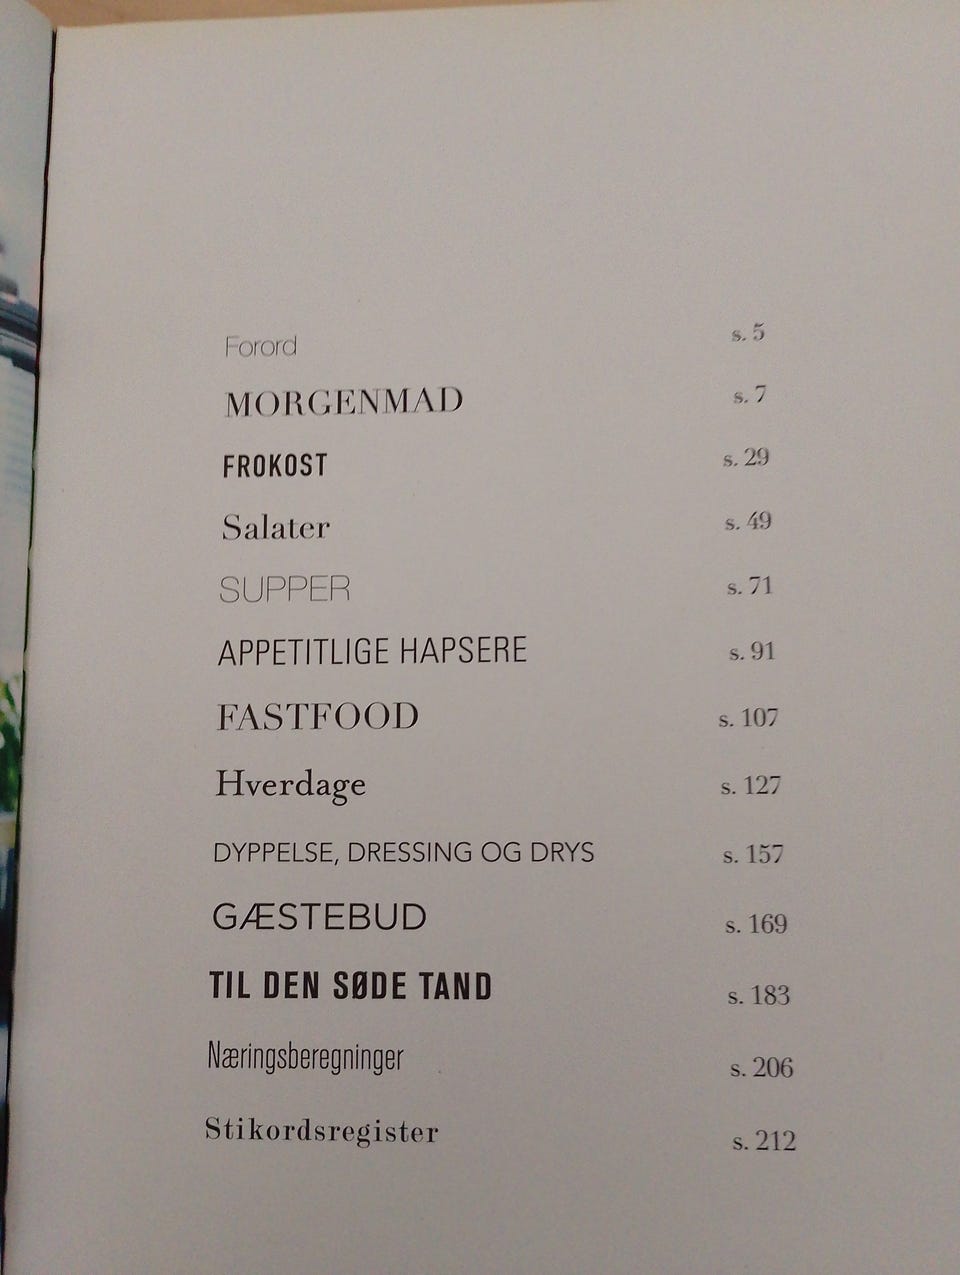 Forord s. 5
MORGENMAD s. 7
FROKOST s. 29
Salater s. 49
SUPPER s. 71
APPETITLIGE HAPSERE s. 91
FASTFOOD s. 107
Hverdage s. 127
DYPPELSE, DRESSING OG DRYS s. 157
GÆSTEBUD s. 169
TIL DEN SØDE TAND s. 183
Næringsberegninger s. 206
Stikordsregister s. 212